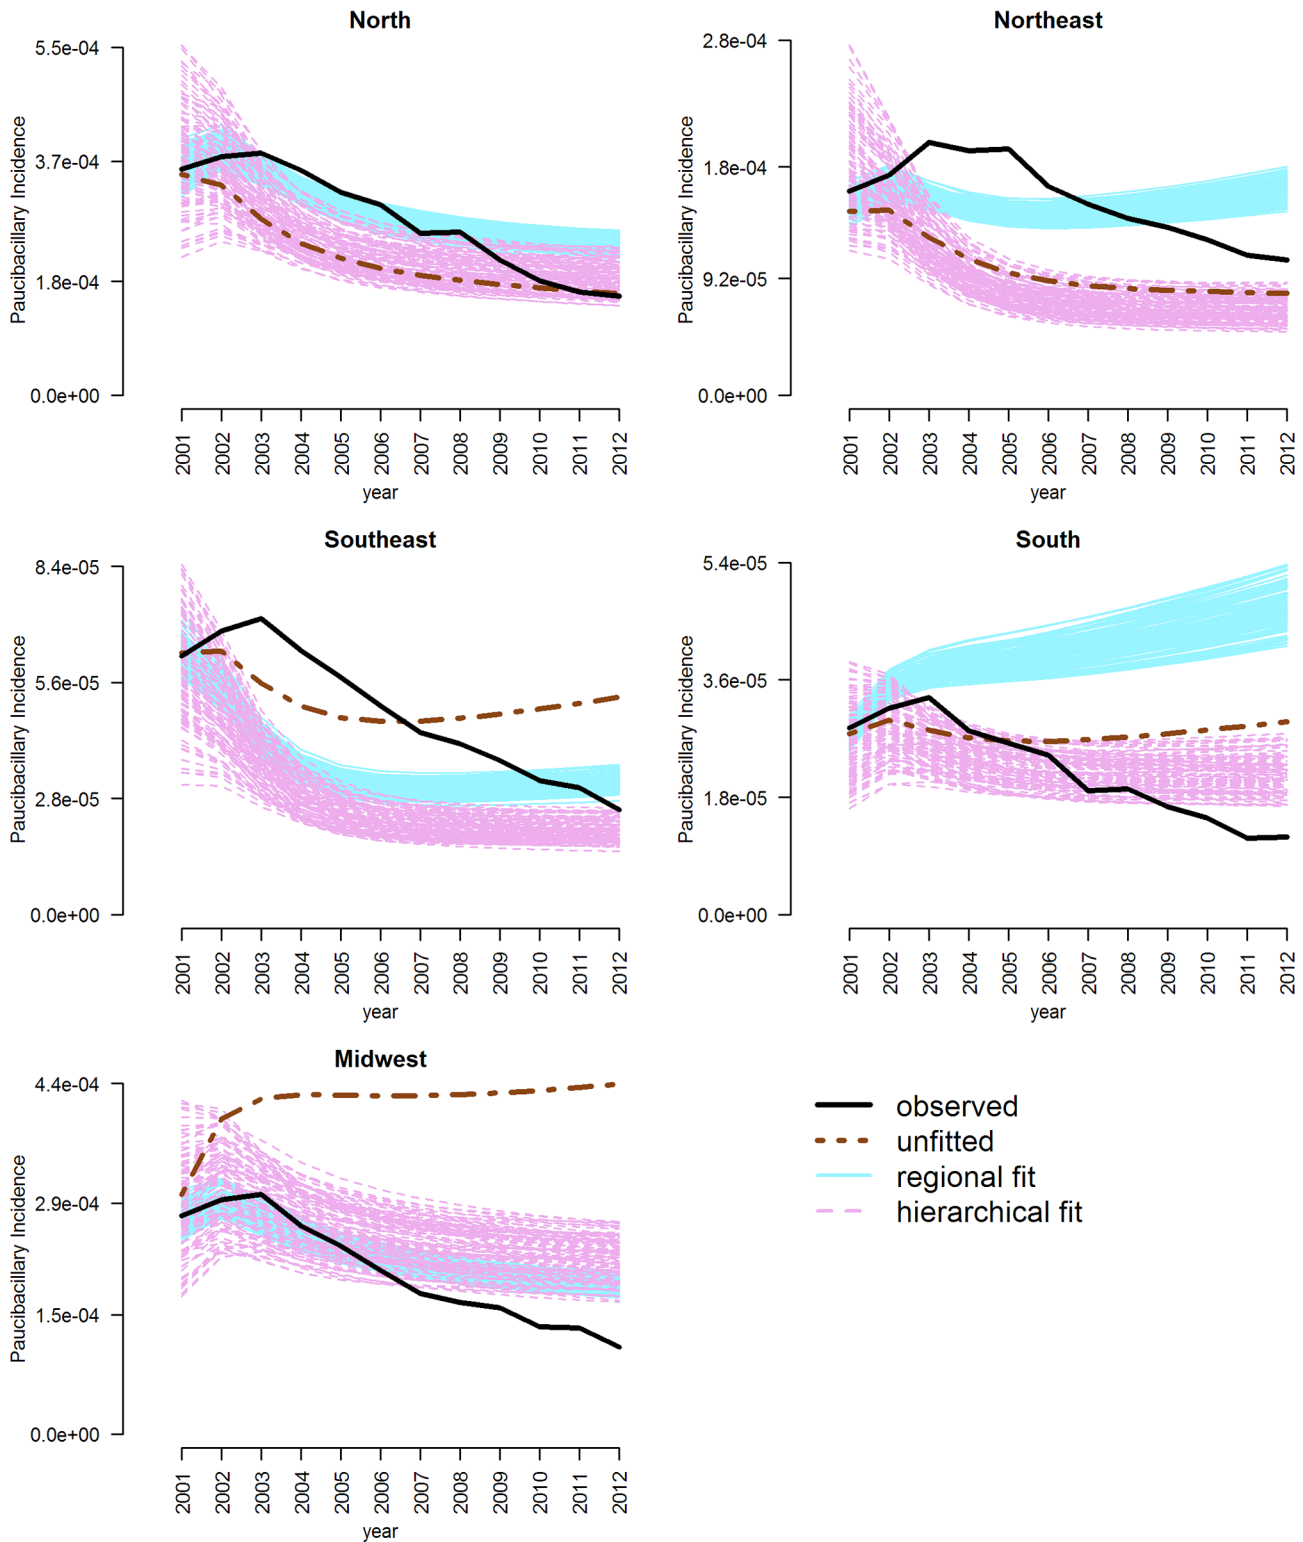 North
5.5e-04
3.7e-04
1.8e-04
0.0e+00
Paucibacillary Incidence
2001 2002 2003 2004 2005 2006 2007 2008 2009 2010 2011 2012
year
Northeast
2.8e-04
1.8e-04
9.2e-05
0.0e+00
Paucibacillary Incidence
2001 2002 2003 2004 2005 2006 2007 2008 2009 2010 2011 2012
year
Southeast
8.4e-05
5.6e-05
2.8e-05
0.0e+00
Paucibacillary Incidence
2001 2002 2003 2004 2005 2006 2007 2008 2009 2010 2011 2012
year
South
5.4e-05
3.6e-05
1.8e-05
0.0e+00
Paucibacillary Incidence
2001 2002 2003 2004 2005 2006 2007 2008 2009 2010 2011 2012
year
Midwest
4.4e-04
2.9e-04
1.5e-04
0.0e+00
Paucibacillary Incidence
2001 2002 2003 2004 2005 2006 2007 2008 2009 2010 2011 2012
year
observed
unfitted
regional fit
hierarchical fit